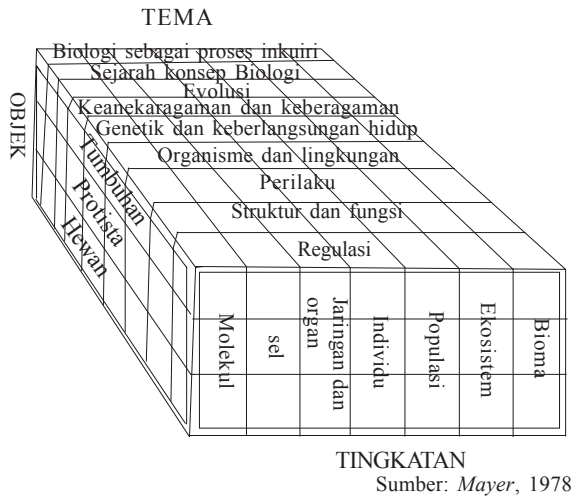 TEMA
Biologi sebagai proses inkuiri
Sejarah konsep Biologi
Evolusi
Keanekaragaman dan keberagaman
Genetik dan keberlangsungan hidup
Organisme dan lingkungan
Perilaku
Struktur dan fungsi
Regulasi
OBJEK
Tumbuhan
Protista
Hewan
Molekul
sel
Jaringan dan
organ
Individu
Populasi
Ekosistem
Bioma
TINGKATAN
Sumber: Mayer, 1978